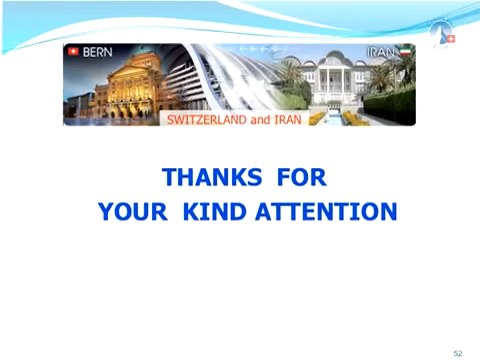 BERN
IRAN
SWITZERLAND and IRAN
THANKS FOR
YOUR KIND ATTENTION
52